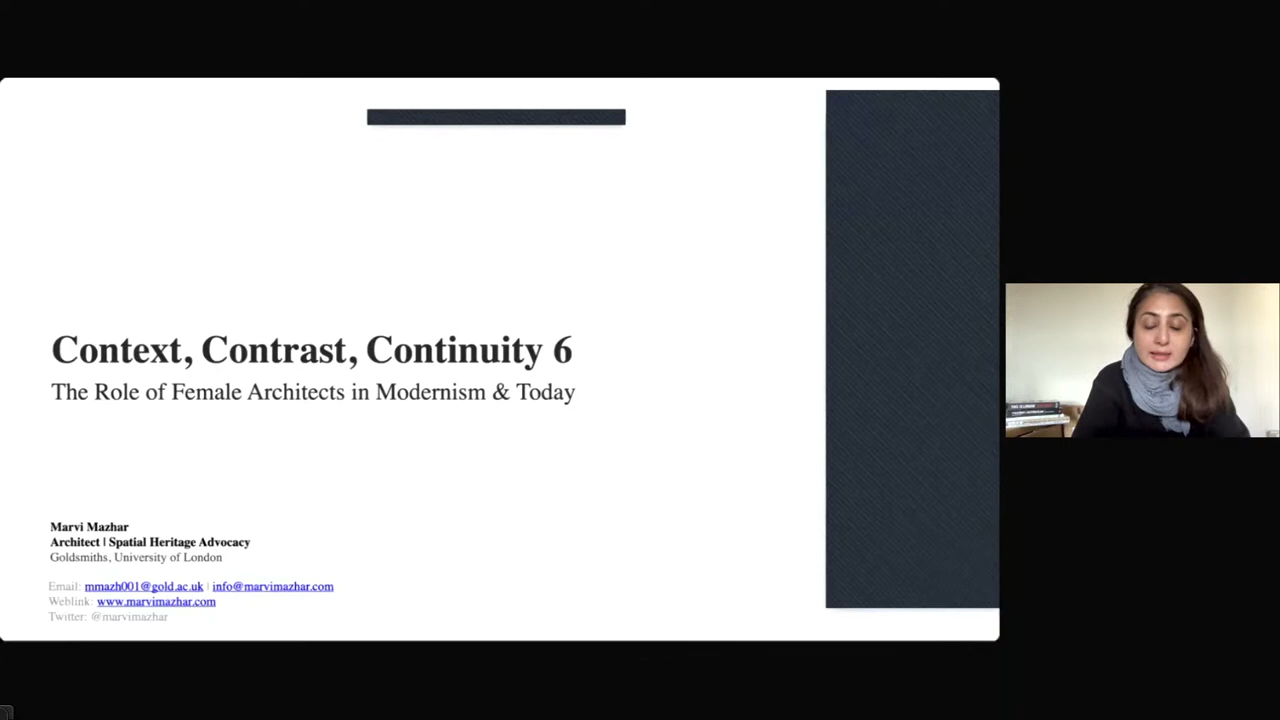 Context, Contrast, Continuity 6
The Role of Female Architects in Modernism & Today
Marvi Mazhar
Architect | Spatial Heritage Advocacy
Goldsmiths, University of London
Email: mmazh001@gold.ac.uk | info@marvimazhar.com
Weblink: www.marvimazhar.com
Twitter: @marvimazhar